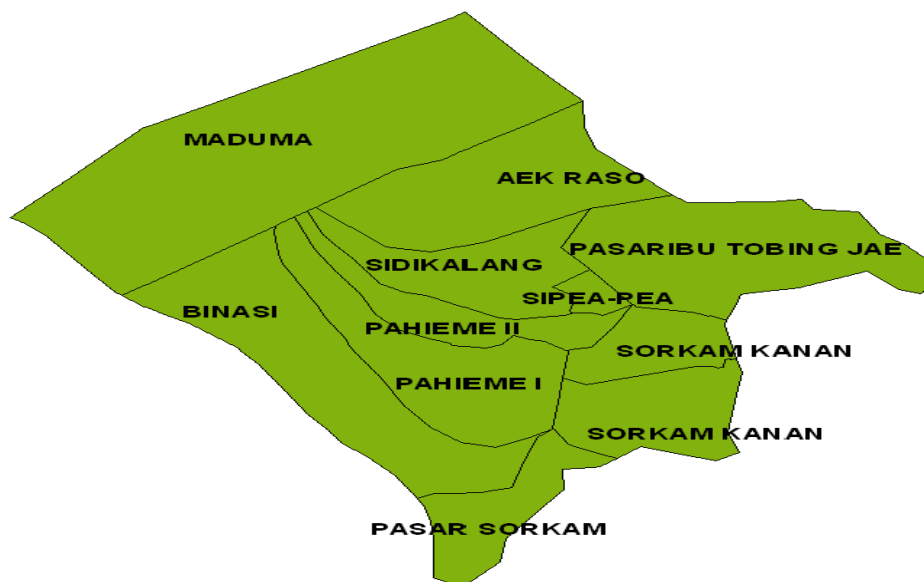 MADUMA
AEK RASO
PASARIBU TOBING JAE
SIDIKALANG
SIPEA-PEA
BINASI
PAHIEME II
SORKAM KANAN
PAHIEME I
SORKAM KANAN
PASAR SORKAM